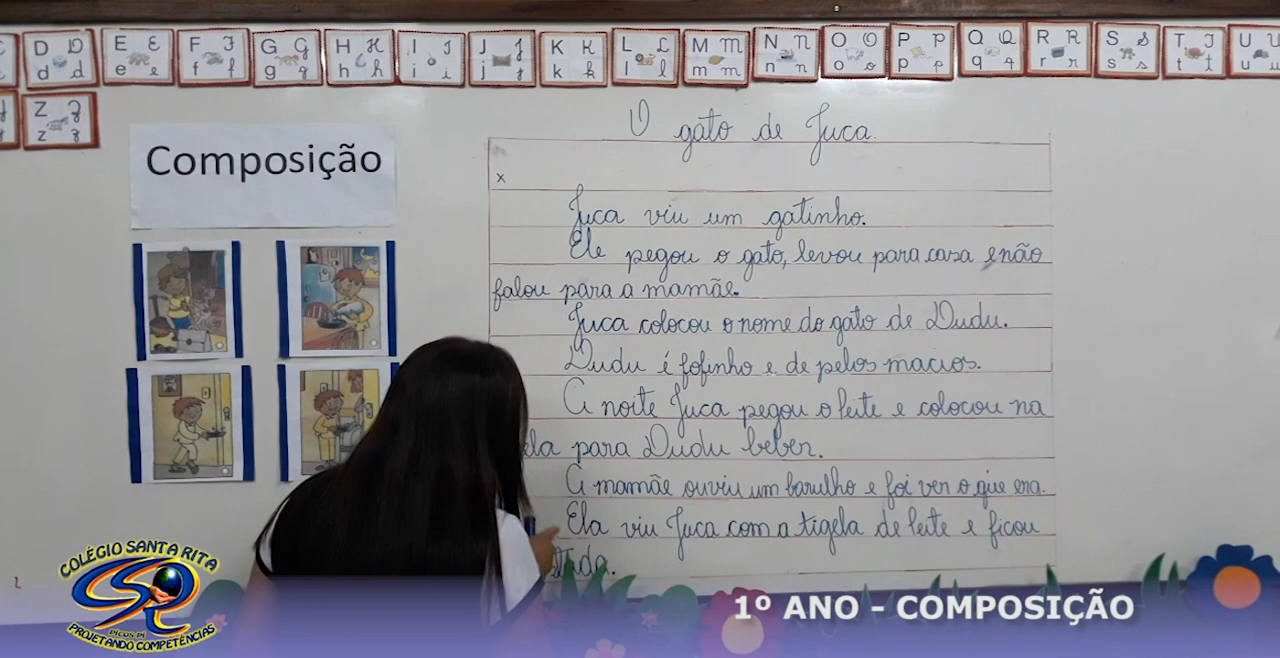 D D d d
E E e e
F F f f
G G g g
H H h h
I I i i
J J j j
K K k k
L L l l
M M m m
N N n n
O O o o
P P p p
Q Q q q
R R r r
S S s s
T T t t
U U u u
Z Z z z
Composição
O gato de Juca.
x
Juca viu um gatinho.
Ele pegou o gato, levou para casa e não
falou para a mamãe.
Juca colocou o nome do gato de Dudu.
Dudu é fofinho e de pelos macios.
A noite Juca pegou o leite e colocou na
para Dudu beber.
A mamãe ouviu um barulho e foi ver o que era.
Ela viu Juca com a tigela de leite e ficou
COLÉGIO SANTA RITA
PICOS-PI
PROJETANDO COMPETÊNCIAS
1º ANO - COMPOSIÇÃO